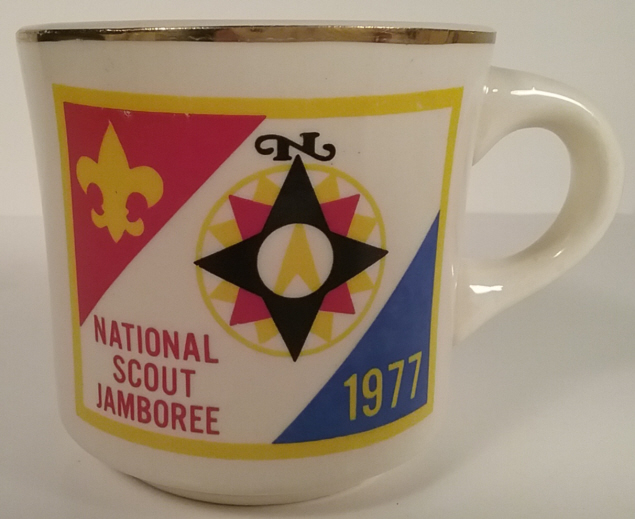 N
NATIONAL
SCOUT
JAMBOREE
1977